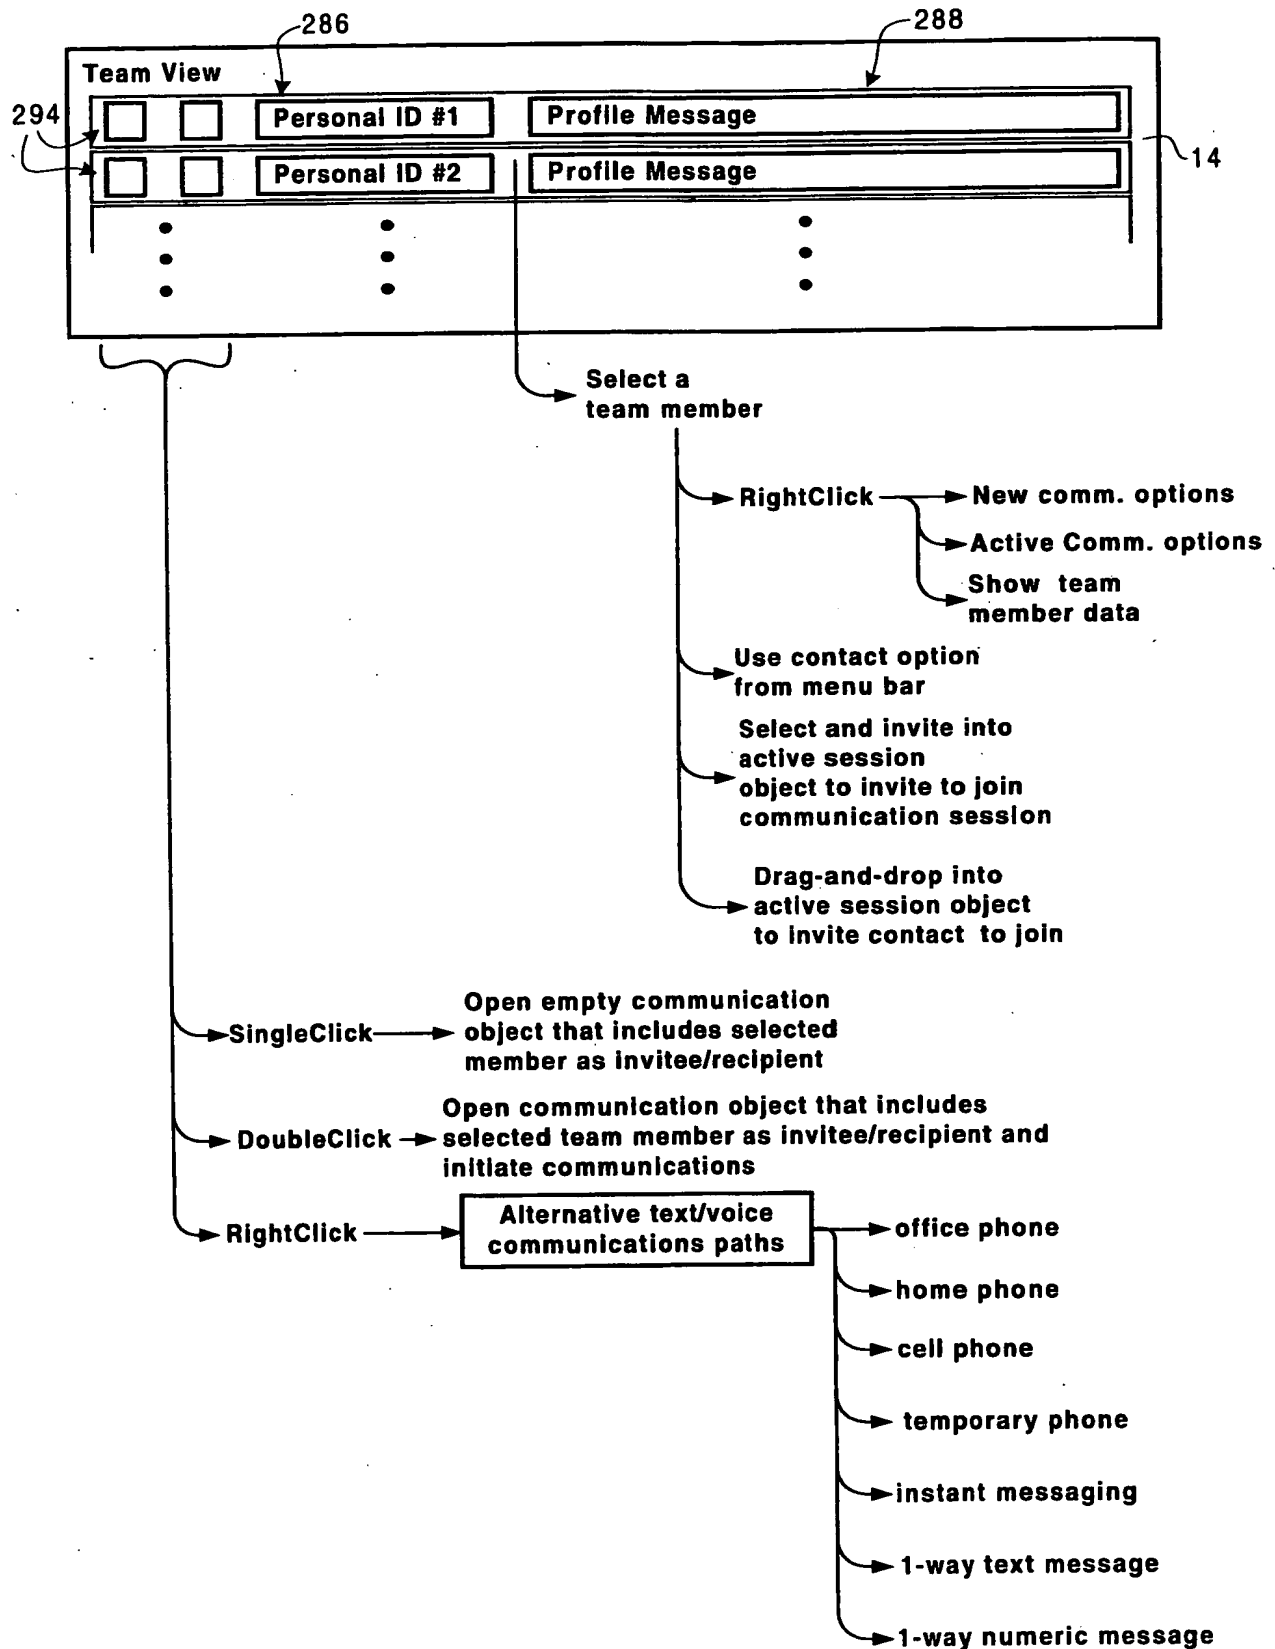 286
288
Team View
294
Personal ID #1
Profile Message
14
Personal ID #2
Profile Message
Select a
team member
RightClick
New comm. options
Active Comm. options
Show team
member data
Use contact option
from menu bar
Select and invite into
active session
object to invite to join
communication session
Drag-and-drop into
active session object
to invite contact to join
SingleClick
Open empty communication
object that includes selected
member as invitee/recipient
DoubleClick
Open communication object that includes
selected team member as invitee/recipient and
initiate communications
RightClick
Alternative text/voice
communications paths
office phone
home phone
cell phone
temporary phone
instant messaging
1-way text message
1-way numeric message